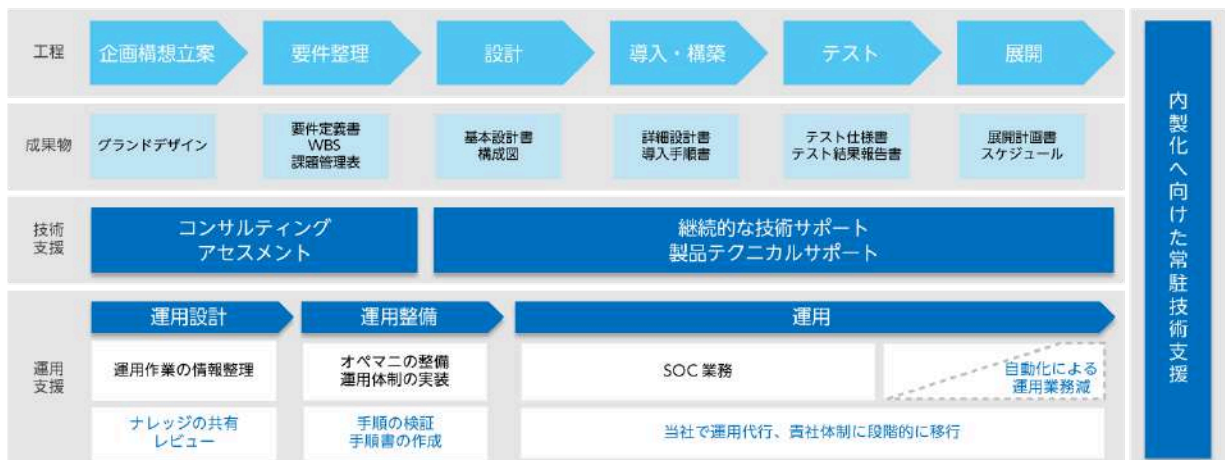 工程
企画構想立案
要件整理
設計
導入・構築
テスト
展開
成果物
グランドデザイン
要件定義書
WBS
課題管理表
基本設計書
構成図
詳細設計書
導入手順書
テスト仕様書
テスト結果報告書
展開計画書
スケジュール
技術
支援
コンサルティング
アセスメント
継続的な技術サポート
製品テクニカルサポート
運用
支援
運用設計
運用整備
運用
運用作業の情報整理
オペマニの整備
運用体制の実装
SOC 業務
自動化による
運用業務減
ナレッジの共有
レビュー
手順の検証
手順書の作成
当社で運用代行、貴社体制に段階的に移行
内製化へ向けた常駐技術支援